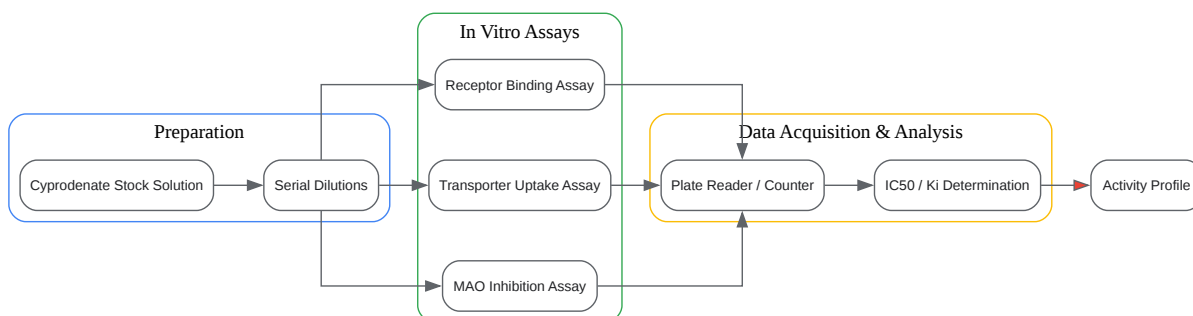 Preparation
Cyprodenate Stock Solution
Serial Dilutions
In Vitro Assays
Receptor Binding Assay
Transporter Uptake Assay
MAO Inhibition Assay
Data Acquisition & Analysis
Plate Reader / Counter
IC50 / Ki Determination
Activity Profile